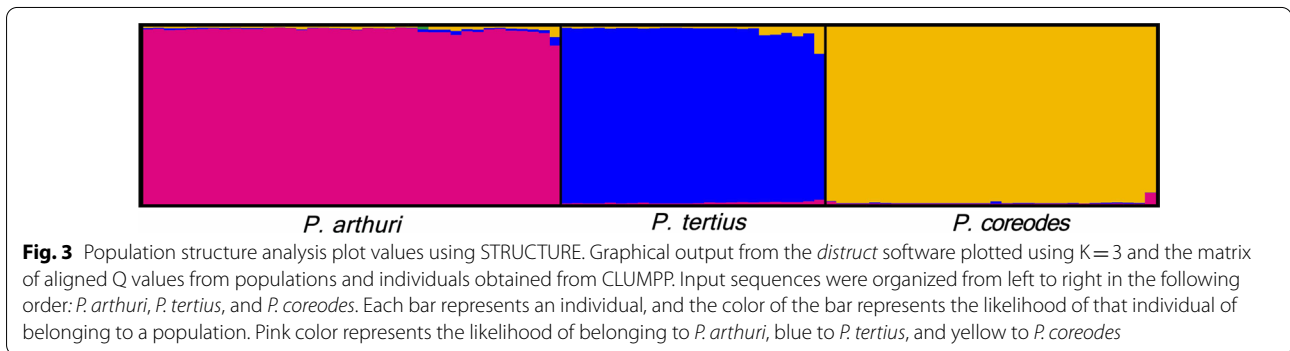 P. arthuri P. tertius P. coreodes
Fig. 3 Population structure analysis plot values using STRUCTURE. Graphical output from the distruct software plotted using K = 3 and the matrix
of aligned Q values from populations and individuals obtained from CLUMPP. Input sequences were organized from left to right in the following
order: P. arthuri, P. tertius, and P. coreodes. Each bar represents an individual, and the color of the bar represents the likelihood of that individual of
belonging to a population. Pink color represents the likelihood of belonging to P. arthuri, blue to P. tertius, and yellow to P. coreodes